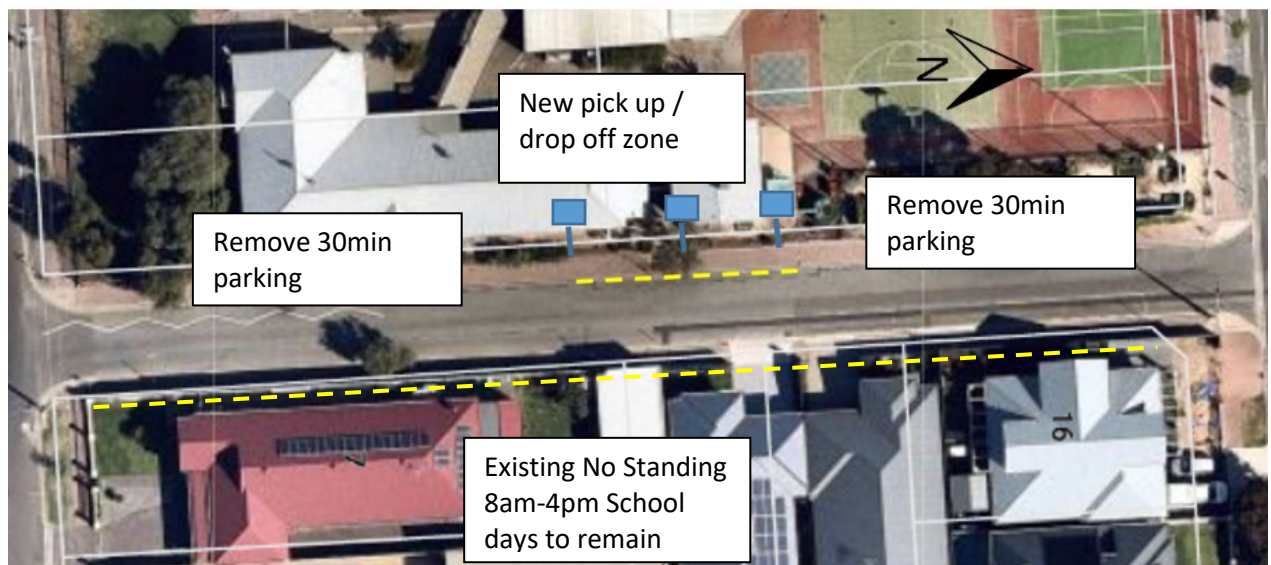 New pick up /
drop off zone
N
Remove 30min
parking
Remove 30min
parking
16
7
Existing No Standing
8am-4pm School
days to remain